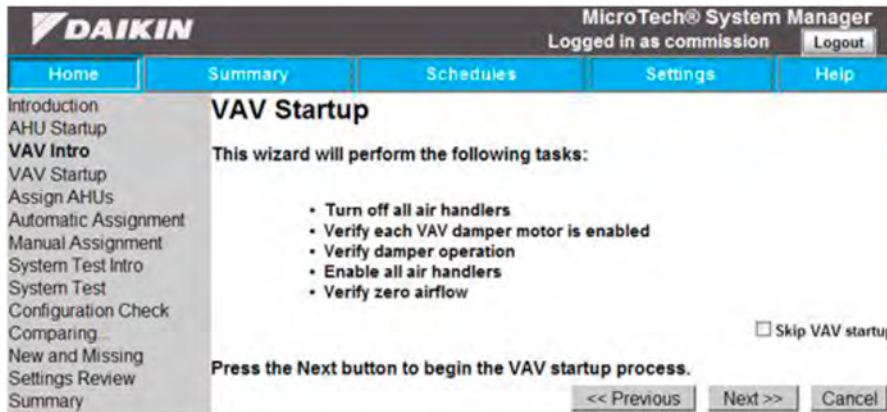 DAIKIN
MicroTech® System Manager
Logged in as commission Logout
Home Summary Schedules Settings Help
Introduction
AHU Startup
VAV Intro
VAV Startup
Assign AHUs
Automatic Assignment
Manual Assignment
System Test Intro
System Test
Configuration Check
Comparing...
New and Missing
Settings Review
Summary
VAV Startup
This wizard will perform the following tasks:
• Turn off all air handlers
• Verify each VAV damper motor is enabled
• Verify damper operation
• Enable all air handlers
• Verify zero airflow
Skip VAV startup
Press the Next button to begin the VAV startup process.
<< Previous Next >> Cancel